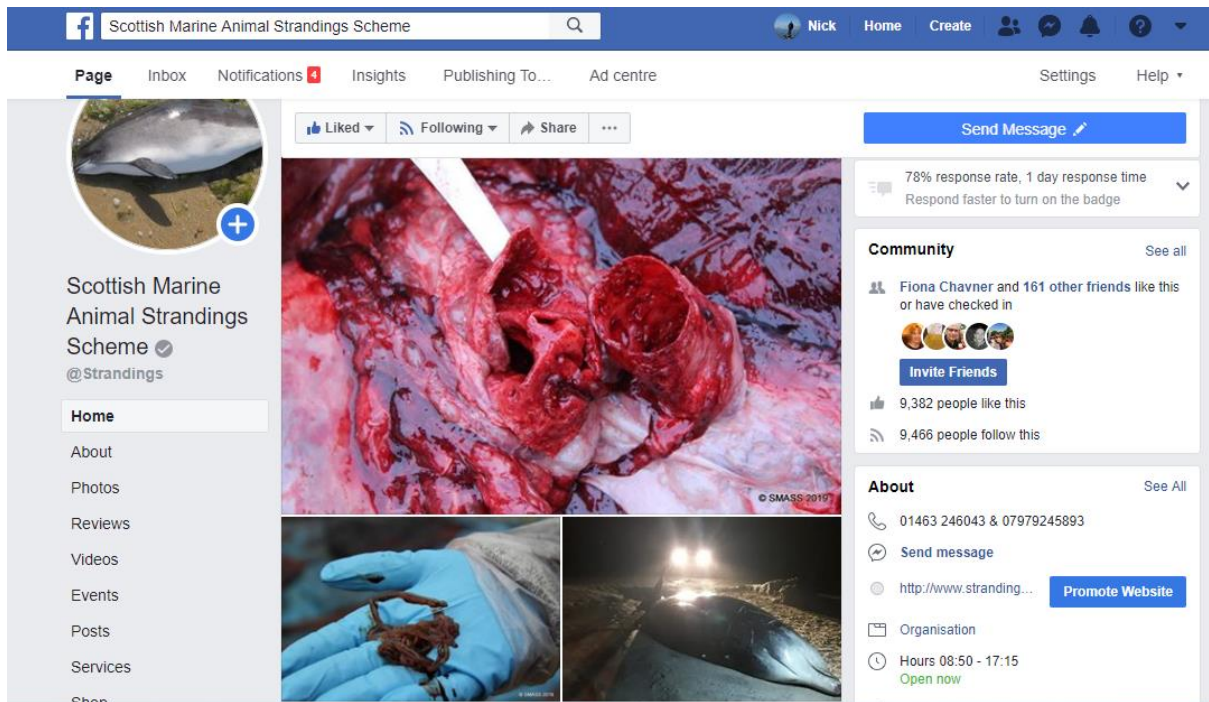 f Scottish Marine Animal Strandings Scheme
Nick Home Create
Page Inbox Notifications 4 Insights Publishing To... Ad centre
Settings Help
Liked Following Share ...
Send Message
Scottish Marine
Animal Strandings
Scheme
@Strandings
Home
About
Photos
Reviews
Videos
Events
Posts
Services
© SMASS 2019
© SMASS 2019
78% response rate, 1 day response time
Respond faster to turn on the badge
Community See all
Fiona Chavner and 161 other friends like this
or have checked in
Invite Friends
9,382 people like this
9,466 people follow this
About See All
01463 246043 & 07979245893
Send message
http://www.stranding...
Promote Website
Organisation
Hours 08:50 - 17:15
Open now